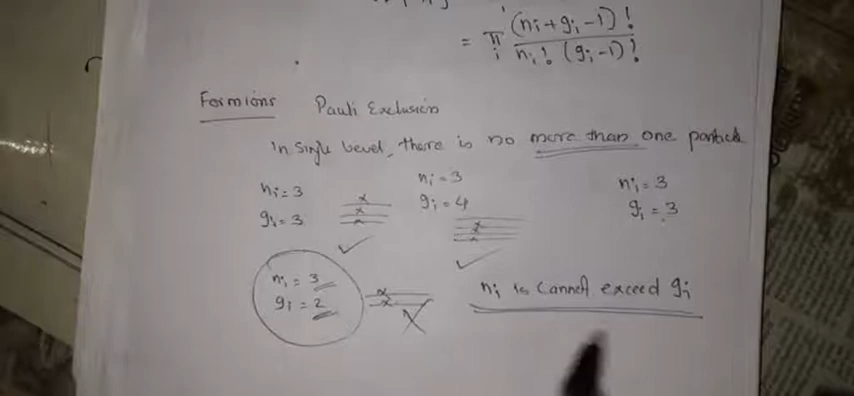 = π i (ni+gi-1)! / ni! (gi-1)!
Formions Pauli Exclusion
In single level, there is no more than one particle
ni=3
gi=3
ni=3
gi=4
ni=3
gi=3
ni=3
gi=2
ni is cannot exceed gi